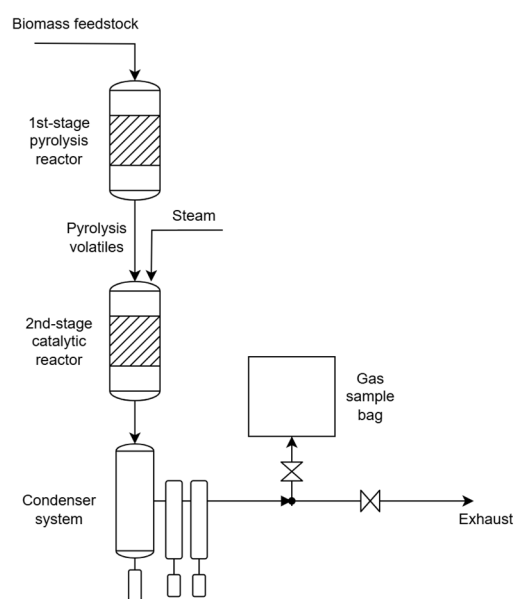 Biomass feedstock
1st-stage
pyrolysis
reactor
Pyrolysis
volatiles
Steam
2nd-stage
catalytic
reactor
Gas
sample
bag
Condenser
system
Exhaust